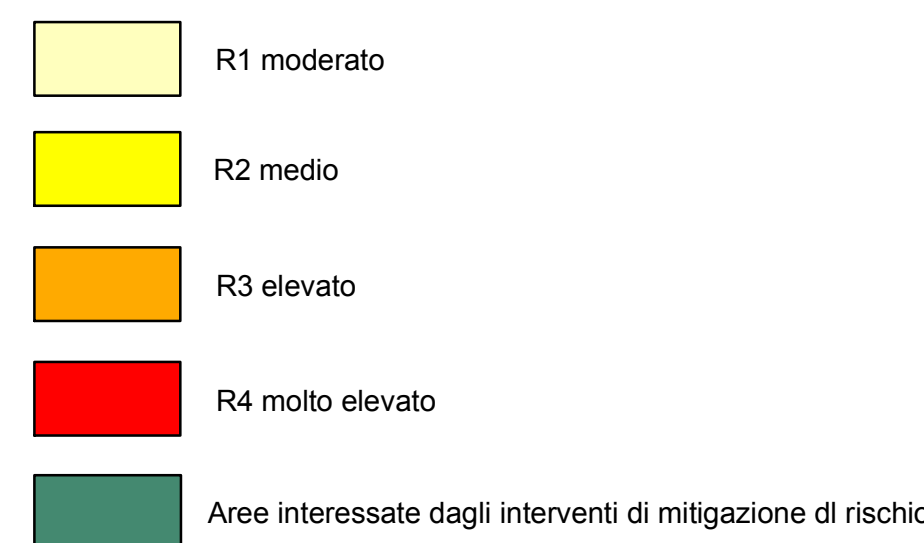 R1 moderato
R2 medio
R3 elevato
R4 molto elevato
Aree interessate dagli interventi di mitigazione dl rischio